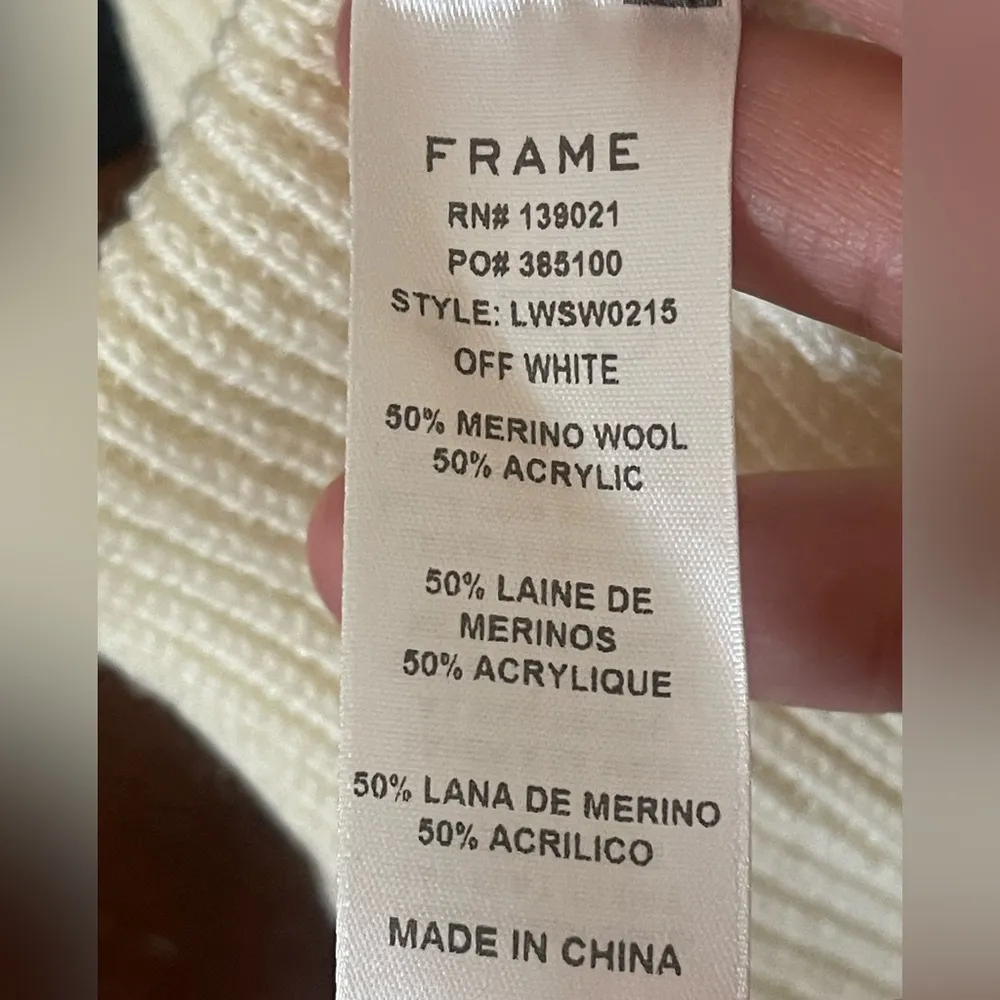 FRAME
RN# 139021
PO# 385100
STYLE: LWSW0215
OFF WHITE
50% MERINO WOOL
50% ACRYLIC
50% LAINE DE
MERINOS
50% ACRYLIQUE
50% LANA DE MERINO
50% ACRILICO
MADE IN CHINA